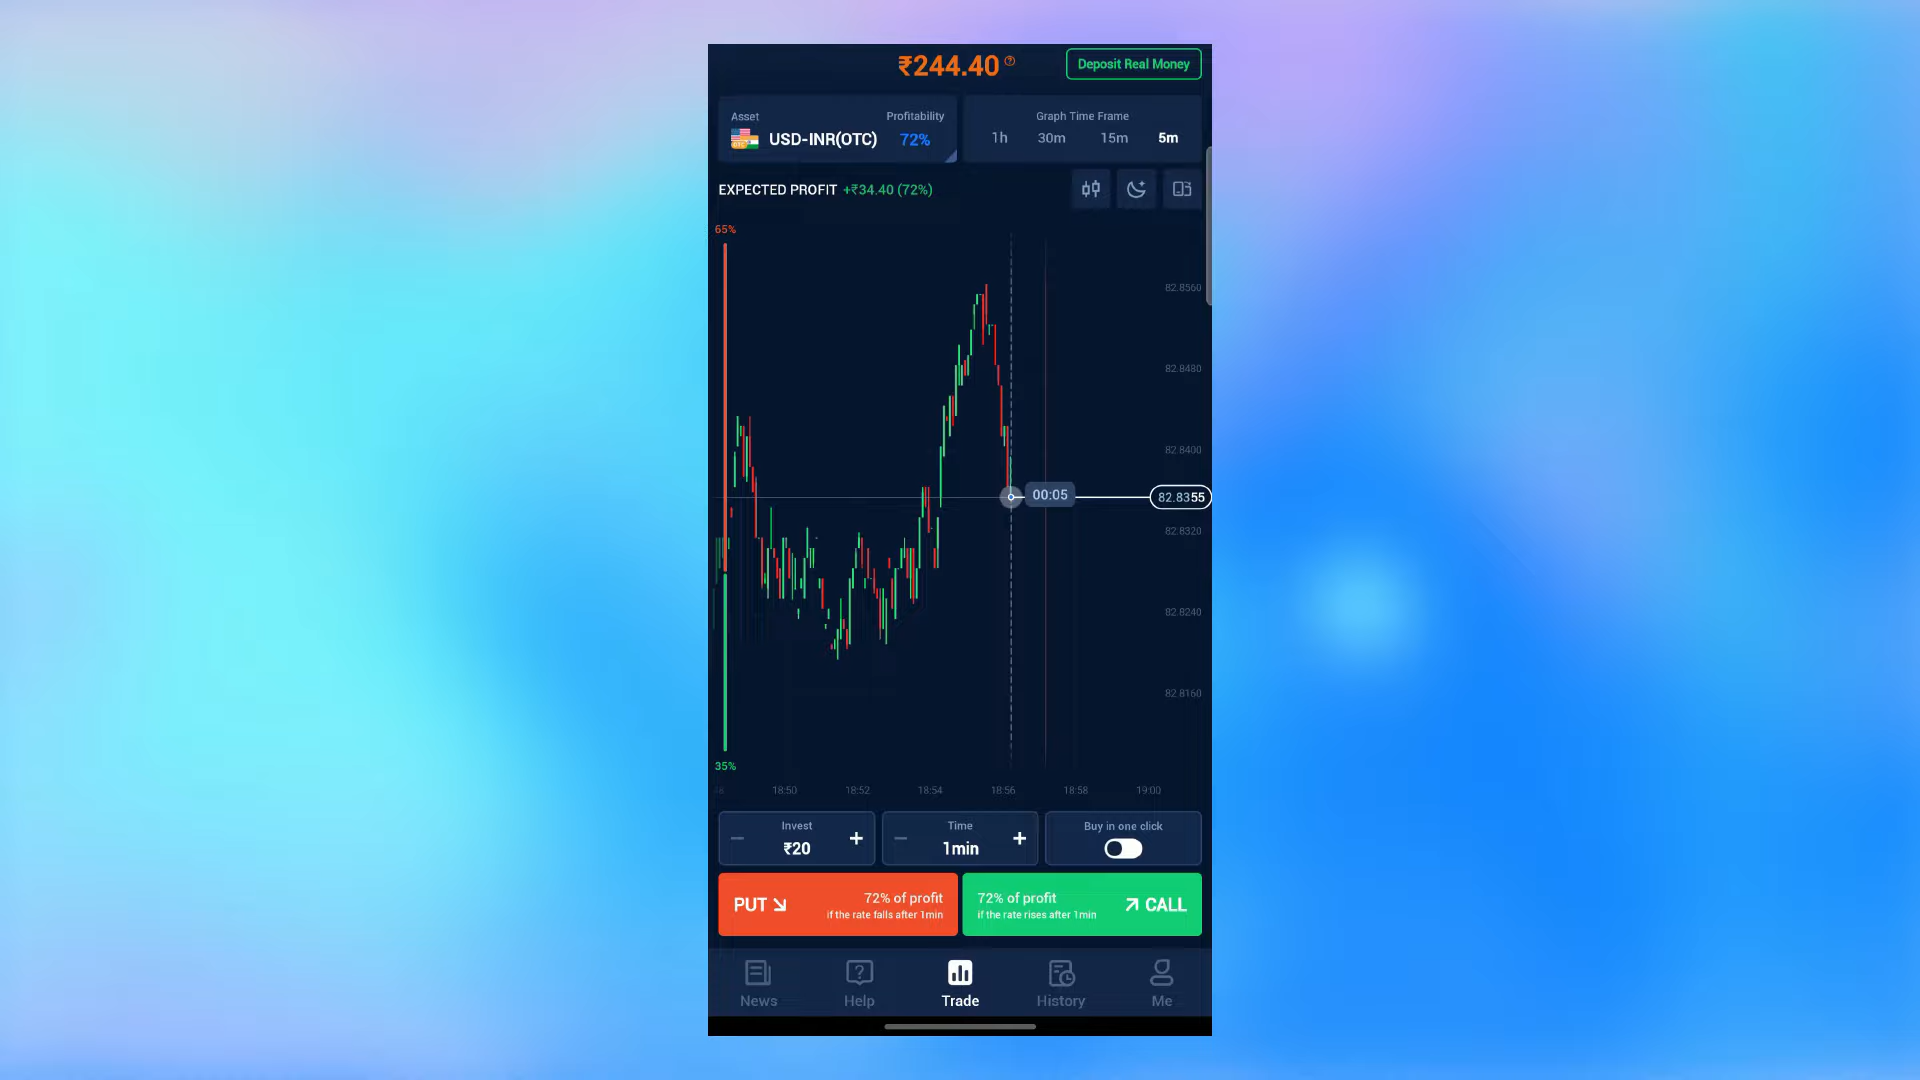 ₹244.40
Deposit Real Money
Asset
Profitability
USD-INR(OTC)
72%
Graph Time Frame
1h 30m 15m 5m
EXPECTED PROFIT +₹34.40 (72%)
65%
82.8560
82.8480
82.8400
00:05
82.8355
82.8320
82.8240
82.8160
35%
18:50 18:52 18:54 18:56 18:58 19:00
Invest
₹20
Time
1min
Buy in one click
PUT
72% of profit
if the rate falls after 1min
72% of profit
if the rate rises after 1min
CALL
News
Help
Trade
History
Me